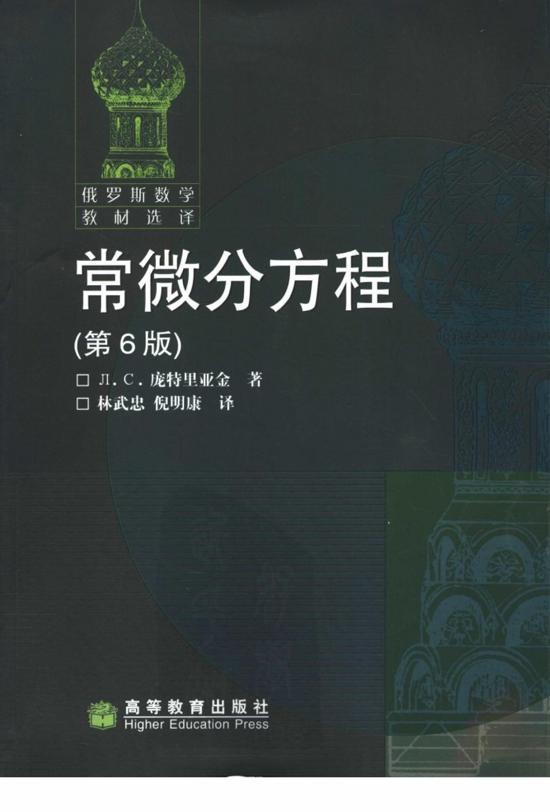 俄罗斯数学
教材选译
常微分方程
(第6版)
□ Л.С.庞特里亚金 著
□ 林武忠 倪明康 译
高等教育出版社
Higher Education Press